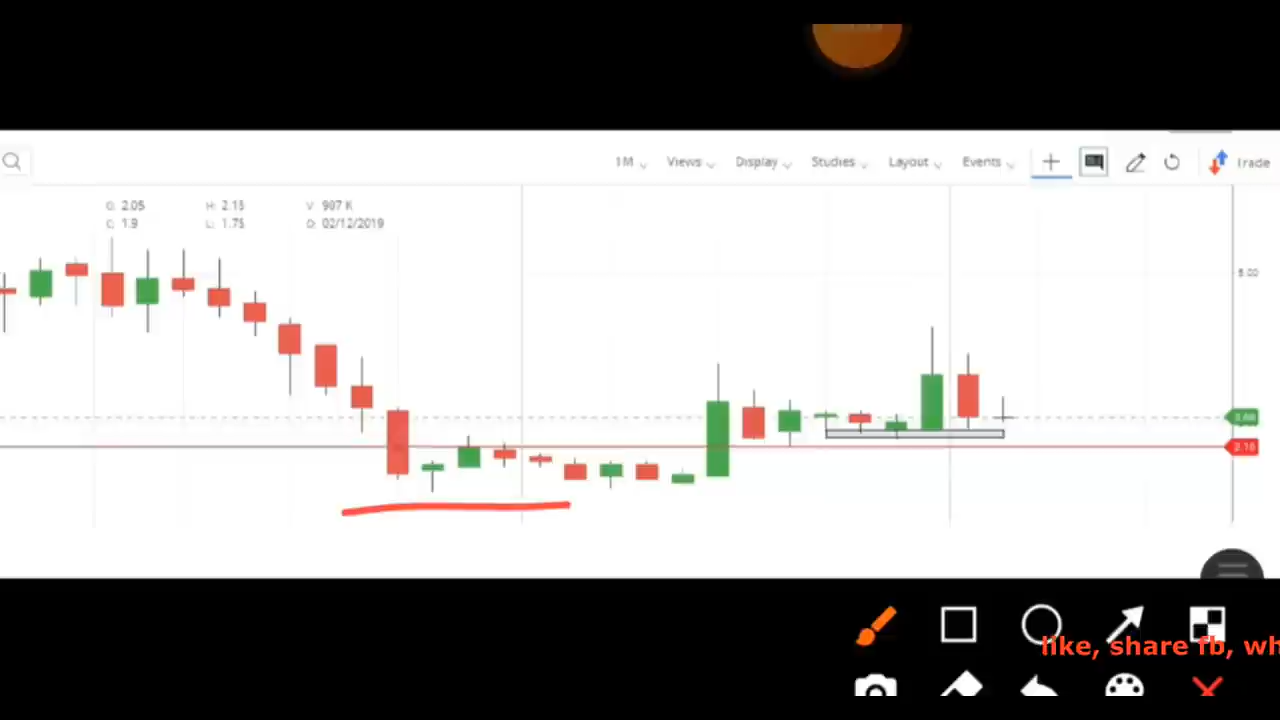 1M Views Display Studies Layout Events Trade
O: 2.05 H: 2.15 V: 907 K
C: 1.9 L: 1.75 D: 02/12/2019
5.00
2.10
like, share fb, wh